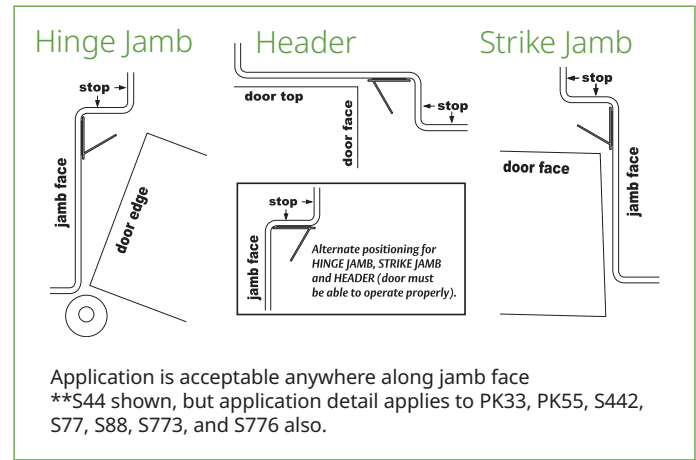 Hinge Jamb
stop
jamb face
door edge
Header
door top
door face
stop
stop
jamb face
Alternate positioning for
HINGE JAMB, STRIKE JAMB
and HEADER (door must
be able to operate properly).
Strike Jamb
stop
door face
jamb face
Application is acceptable anywhere along jamb face
**S44 shown, but application detail applies to PK33, PK55, S442,
S77, S88, S773, and S776 also.